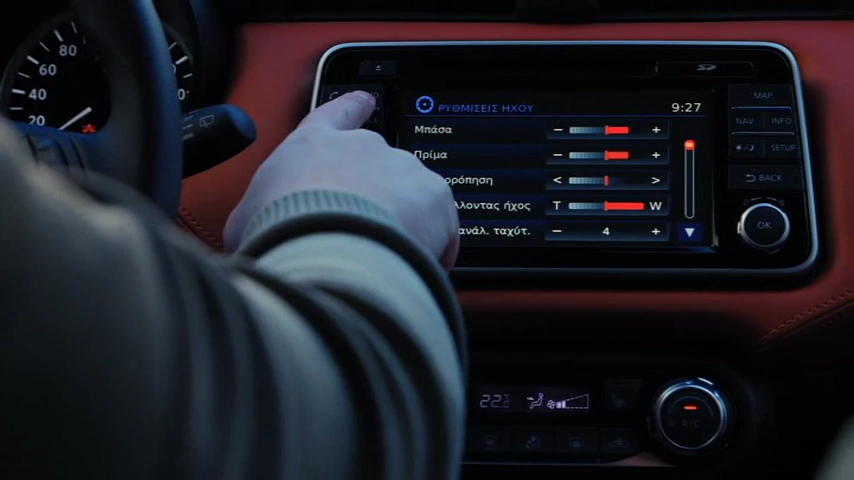 80
60
40
20
ΡΥΘΜΙΣΕΙΣ ΗΧΟΥ
9:27
Μπάσα
Πρίμα
ορόπηση
λλοντας ήχος
T W
ανάλ. ταχύτ.
4
MAP
NAV INFO
SETUP
BACK
OK
22°C
A/C